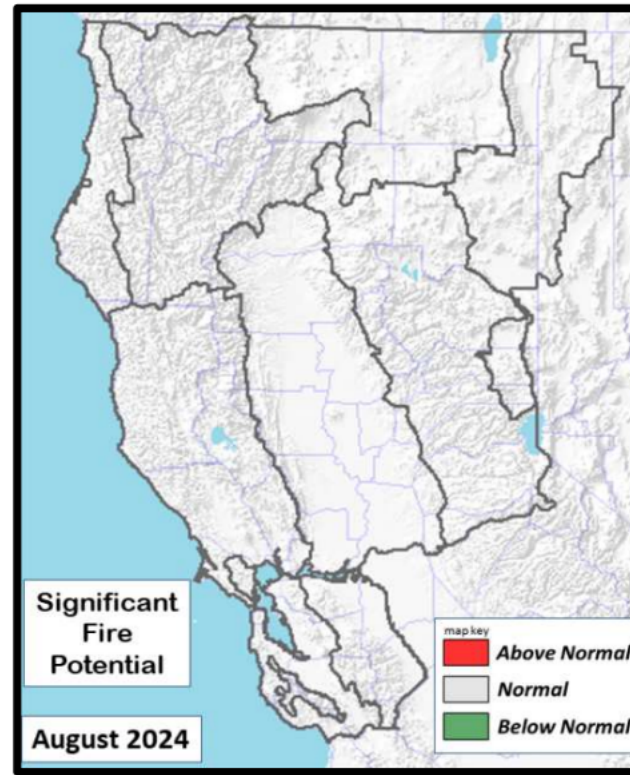 Significant
Fire
Potential
August 2024
map key
Above Normal
Normal
Below Normal